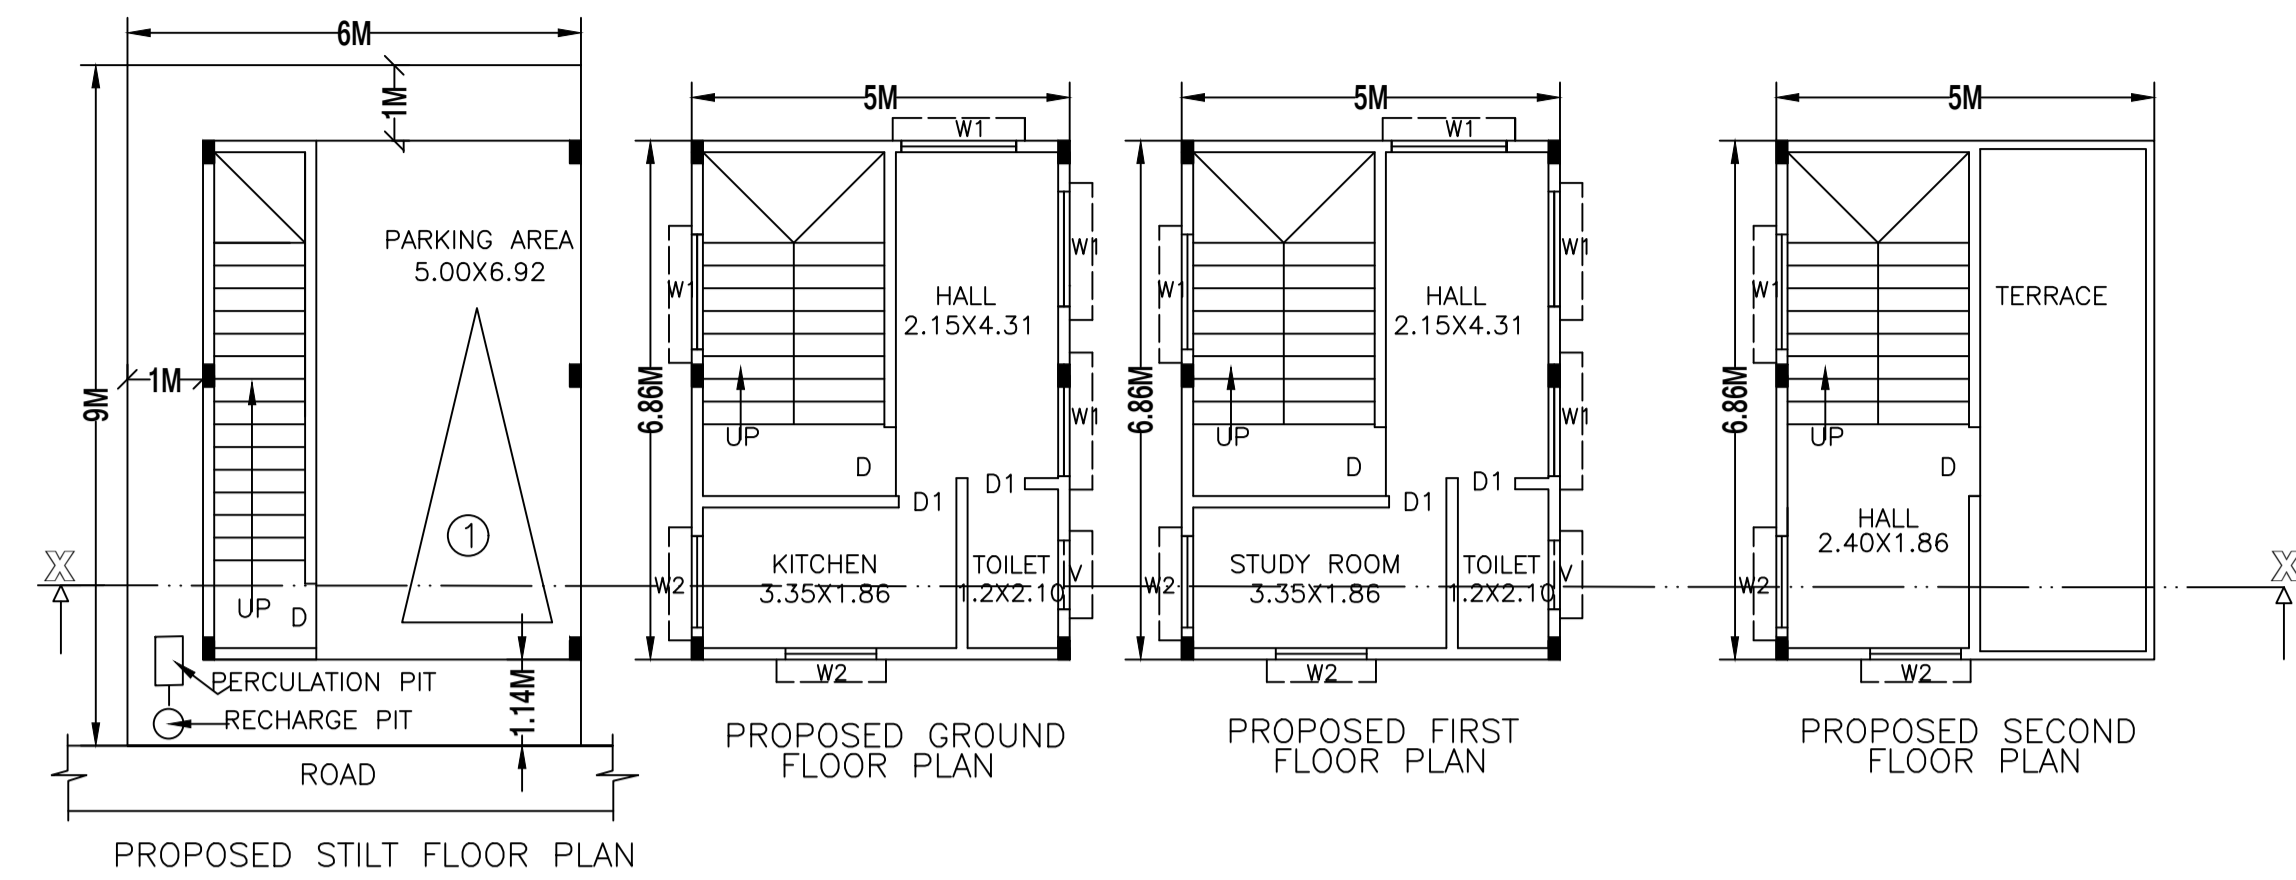 6M
1M
9M
1M
PARKING AREA
5.00X6.92
1
UP
D
X
PERCULATION PIT
RECHARGE PIT
1.14M
ROAD
PROPOSED STILT FLOOR PLAN
5M
6.86M
W1
W1
W1
W1
HALL
2.15X4.31
UP
D
D1
D1
KITCHEN
3.35X1.86
TOILET
1.2X2.10
V
W2
W2
PROPOSED GROUND
FLOOR PLAN
5M
6.86M
W1
W1
W1
W1
HALL
2.15X4.31
UP
D
D1
D1
STUDY ROOM
3.35X1.86
TOILET
1.2X2.10
V
W2
W2
PROPOSED FIRST
FLOOR PLAN
5M
6.86M
W1
TERRACE
UP
D
HALL
2.40X1.86
W2
W2
X
PROPOSED SECOND
FLOOR PLAN